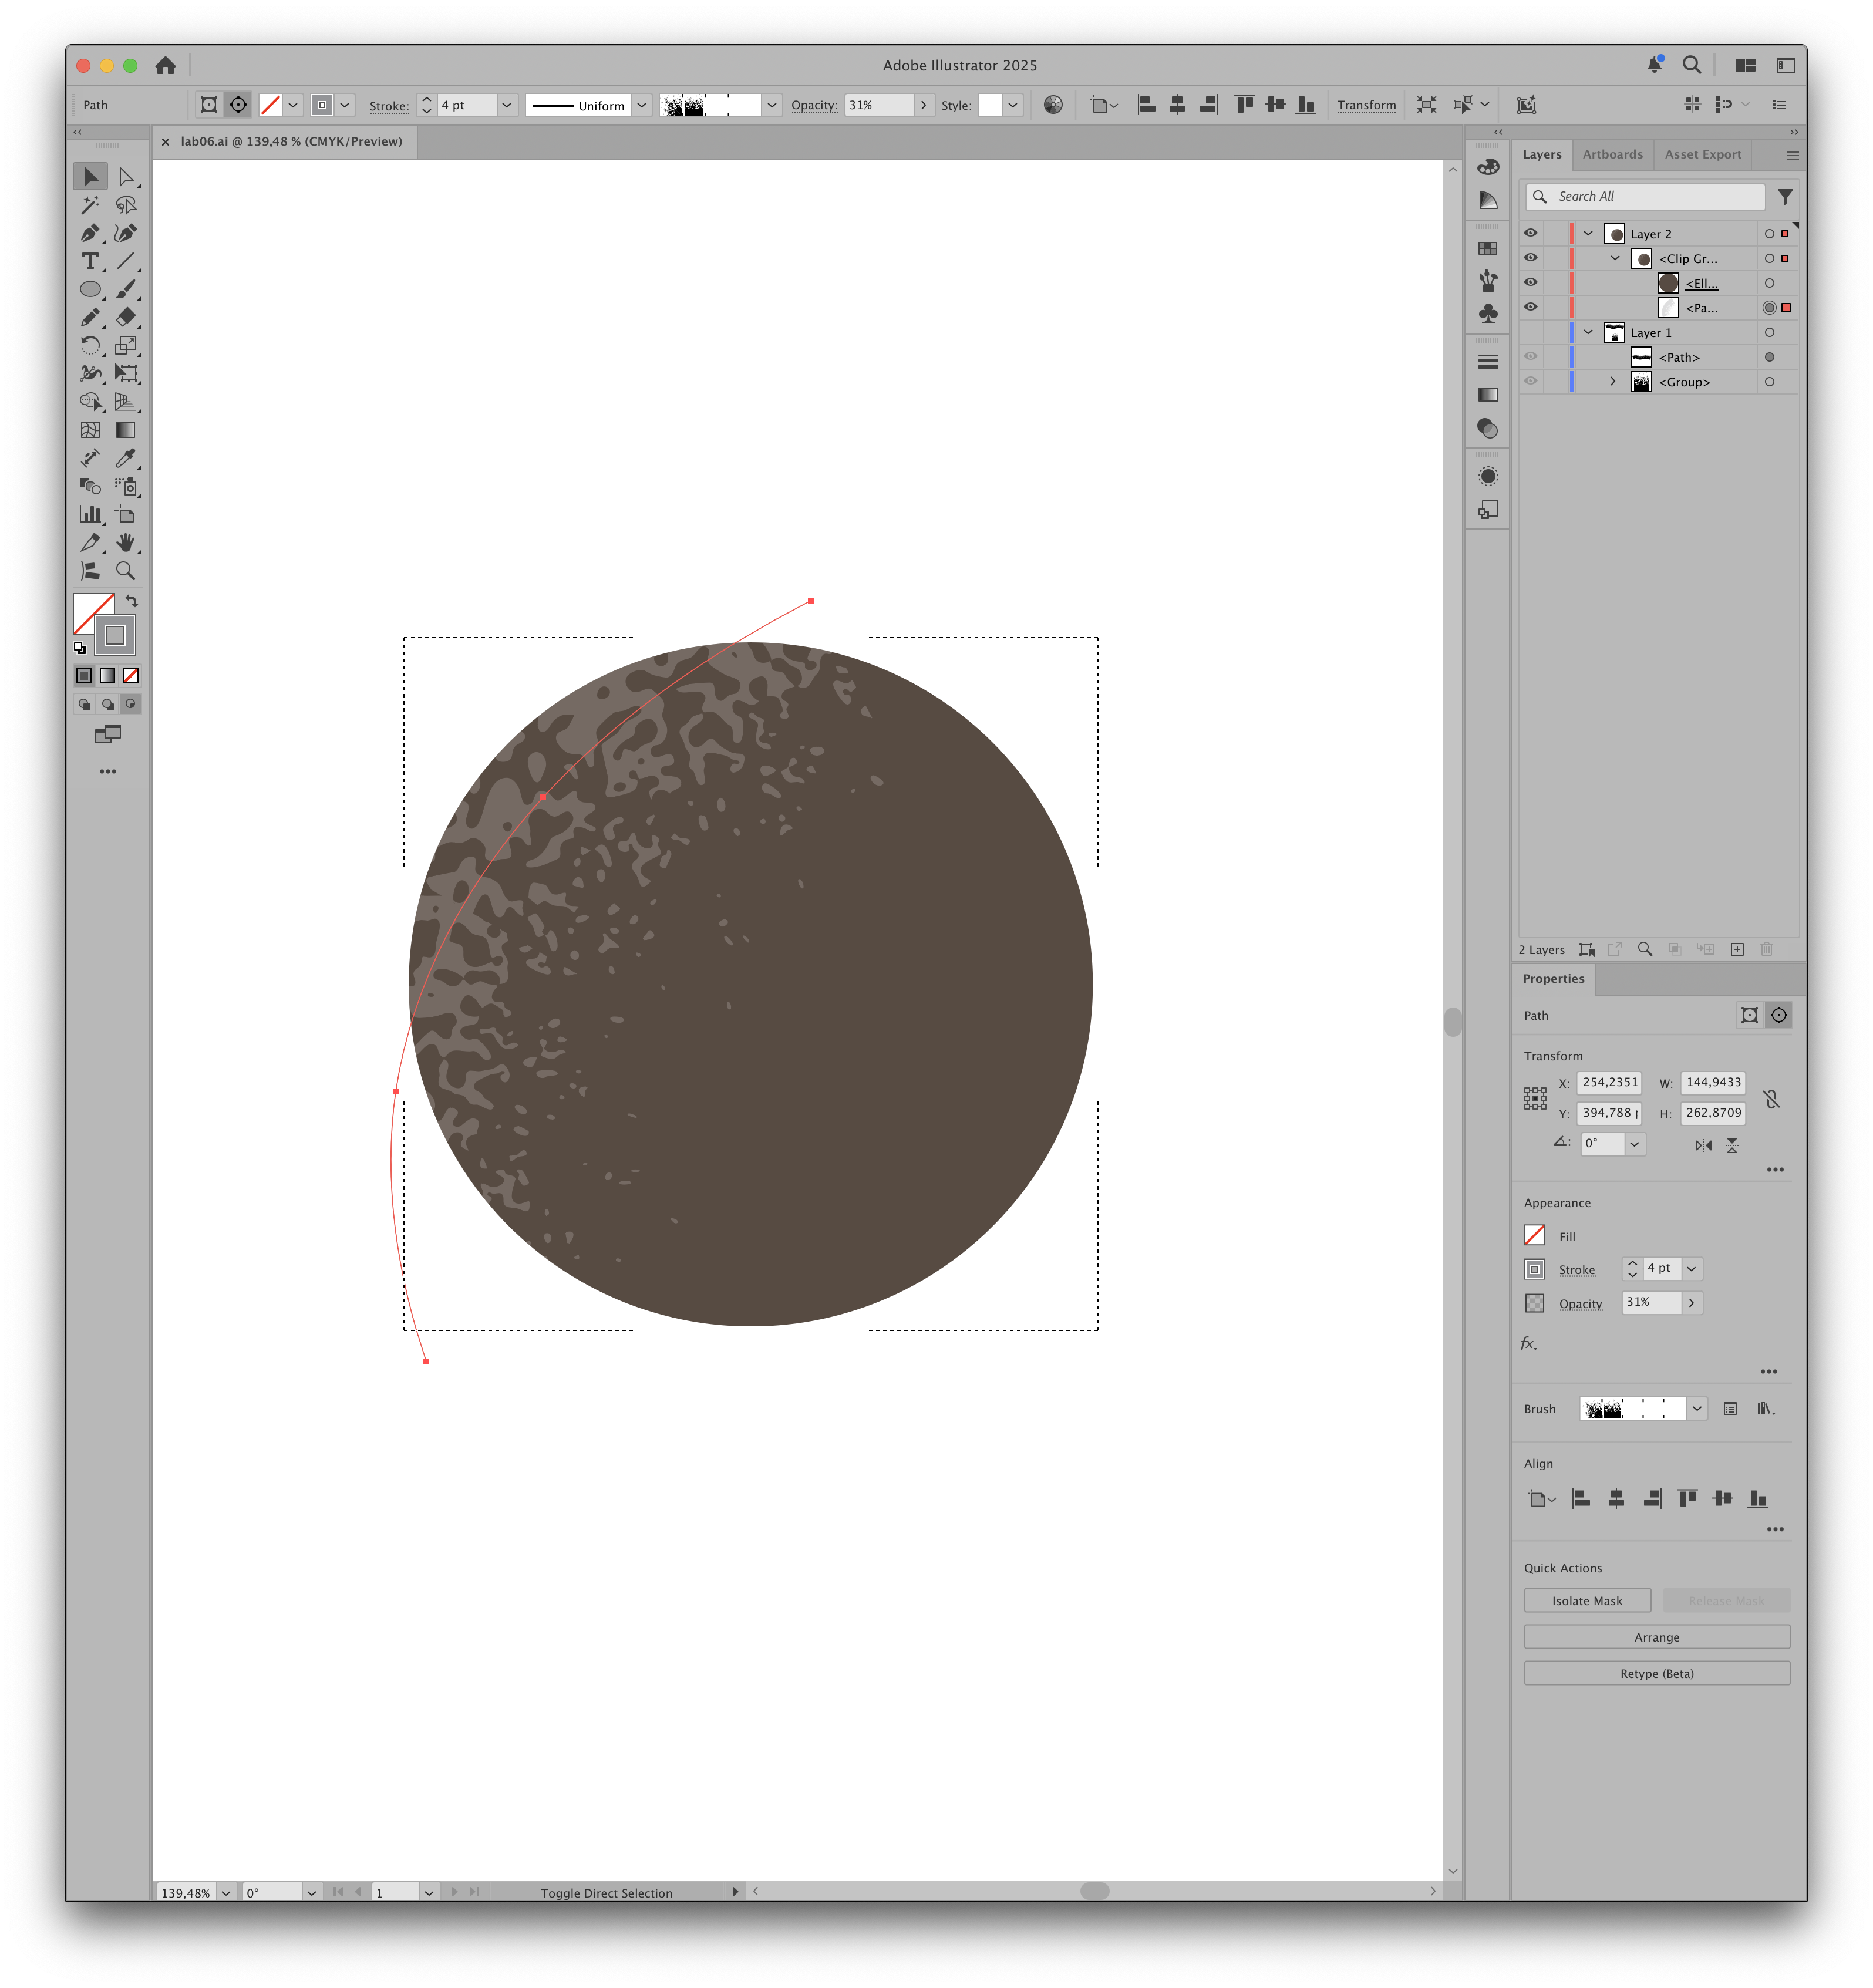 Adobe Illustrator 2025
Path
Stroke:
4 pt
Uniform
Opacity:
31%
Style:
Transform
lab06.ai @ 139,48 % (CMYK/Preview)
Layers
Artboards
Asset Export
Search All
Layer 2
<Clip Gr...
<Ell...
<Pa...
Layer 1
<Path>
<Group>
2 Layers
Properties
Path
Transform
X:
254,2351
W:
144,9433
Y:
394,788
H:
262,8709
0°
Appearance
Fill
Stroke
4 pt
Opacity
31%
fx.
Brush
Align
Quick Actions
Isolate Mask
Release Mask
Arrange
Retype (Beta)
139,48%
0°
1
Toggle Direct Selection